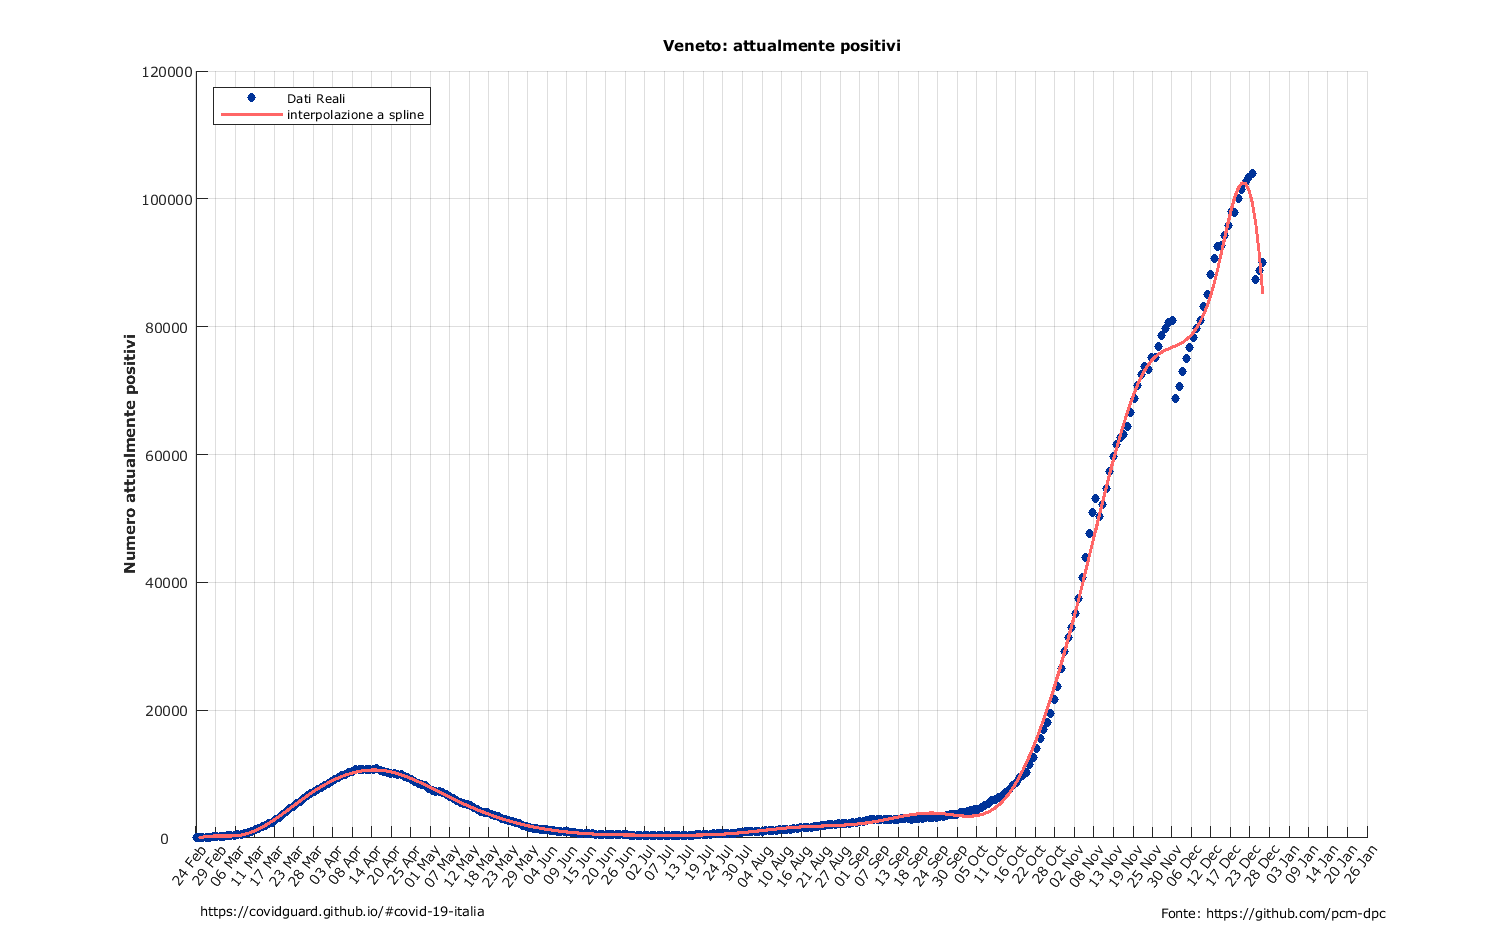 Veneto: attualmente positivi
Dati Reali
interpolazione a spline
Numero attualmente positivi
120000
100000
80000
60000
40000
20000
0
24 Feb
29 Feb
06 Mar
11 Mar
17 Mar
23 Mar
28 Mar
03 Apr
08 Apr
14 Apr
20 Apr
25 Apr
01 May
07 May
12 May
18 May
23 May
29 May
04 Jun
09 Jun
15 Jun
20 Jun
26 Jun
02 Jul
07 Jul
13 Jul
19 Jul
24 Jul
30 Jul
04 Aug
10 Aug
16 Aug
21 Aug
27 Aug
01 Sep
07 Sep
13 Sep
18 Sep
24 Sep
30 Sep
05 Oct
11 Oct
16 Oct
22 Oct
28 Oct
02 Nov
08 Nov
13 Nov
19 Nov
25 Nov
30 Nov
06 Dec
12 Dec
17 Dec
23 Dec
28 Dec
03 Jan
09 Jan
14 Jan
20 Jan
26 Jan
https://covidguard.github.io/#covid-19-italia
Fonte: https://github.com/pcm-dpc